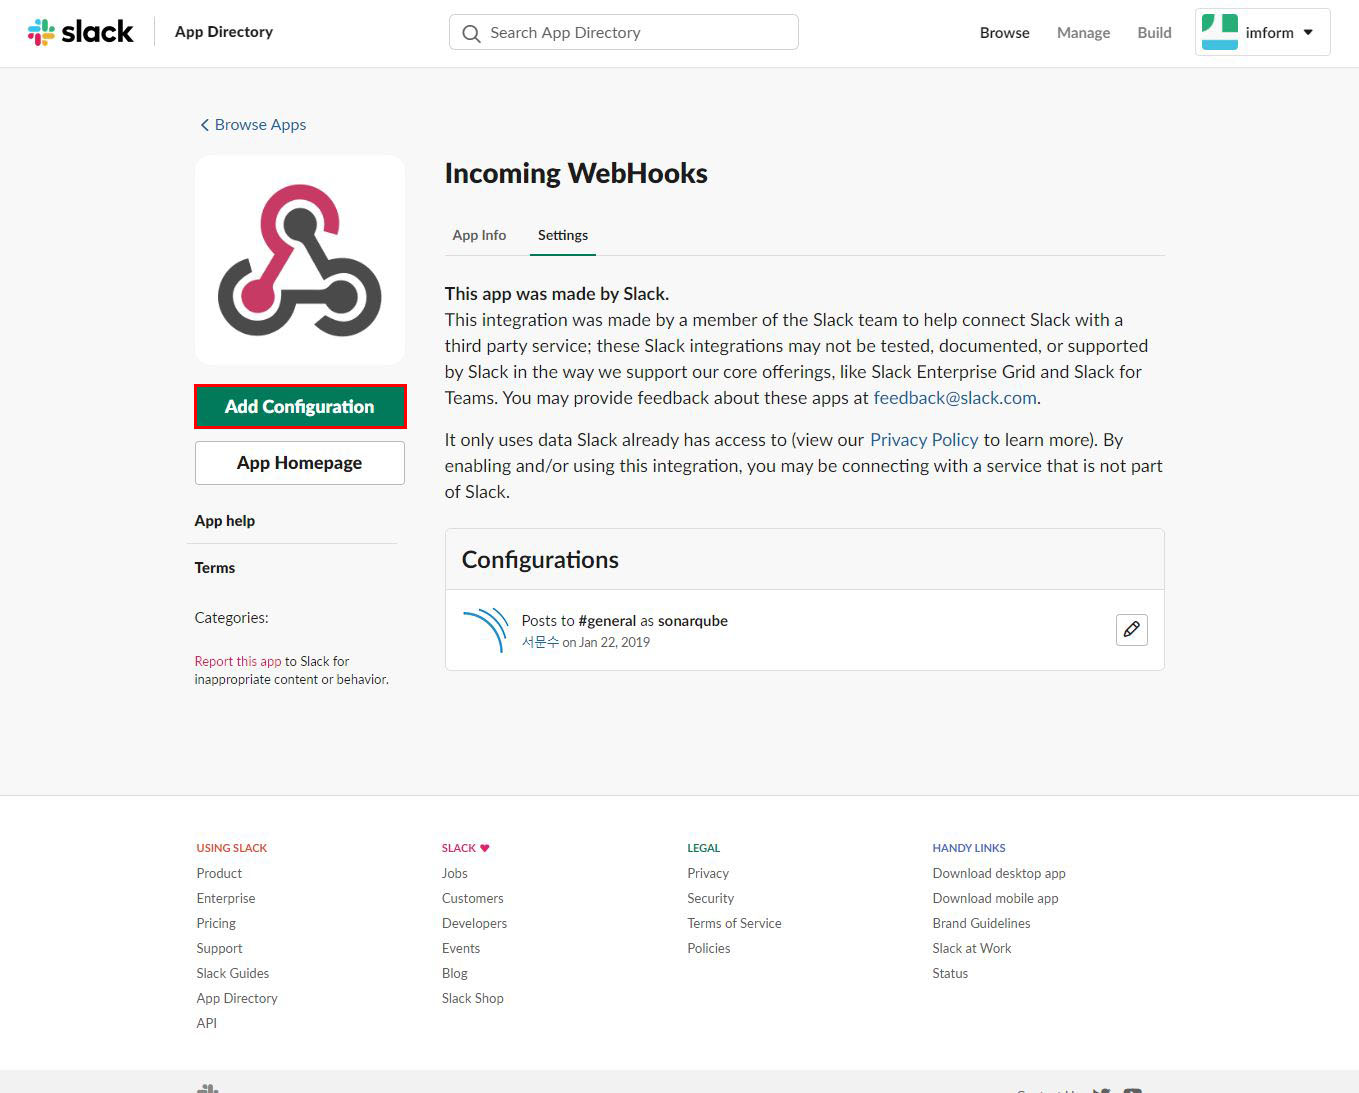 slack
App Directory
Search App Directory
Browse
Manage
Build
imform
Browse Apps
Incoming WebHooks
App Info
Settings
This app was made by Slack.
This integration was made by a member of the Slack team to help connect Slack with a
third party service; these Slack integrations may not be tested, documented, or supported
by Slack in the way we support our core offerings, like Slack Enterprise Grid and Slack for
Teams. You may provide feedback about these apps at feedback@slack.com.
It only uses data Slack already has access to (view our Privacy Policy to learn more). By
enabling and/or using this integration, you may be connecting with a service that is not part
of Slack.
Add Configuration
App Homepage
App help
Terms
Categories:
Report this app to Slack for
inappropriate content or behavior.
Configurations
Posts to #general as sonarqube
서문수 on Jan 22, 2019
USING SLACK
Product
Enterprise
Pricing
Support
Slack Guides
App Directory
API
SLACK ♥
Jobs
Customers
Developers
Events
Blog
Slack Shop
LEGAL
Privacy
Security
Terms of Service
Policies
HANDY LINKS
Download desktop app
Download mobile app
Brand Guidelines
Slack at Work
Status